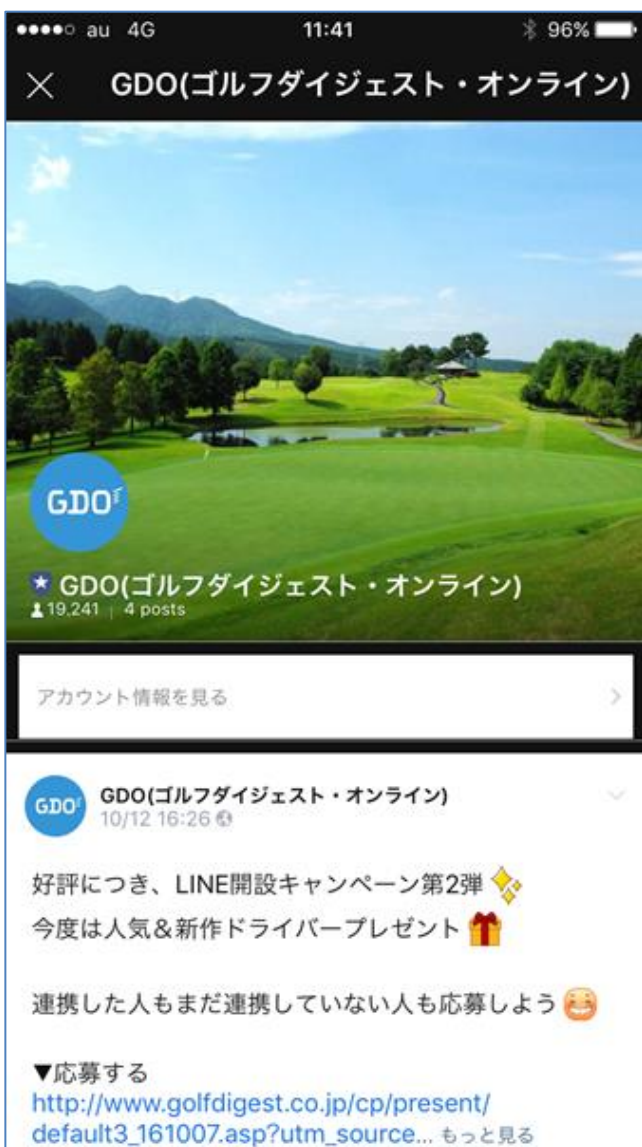 au 4G 11:41 96%
GDO(ゴルフダイジェスト・オンライン)
GDO
GDO(ゴルフダイジェスト・オンライン)
19,241 | 4 posts
アカウント情報を見る
GDO
GDO(ゴルフダイジェスト・オンライン)
10/12 16:26
好評につき、LINE開設キャンペーン第2弾
今度は人気&新作ドライバープレゼント
連携した人もまだ連携していない人も応募しよう
▼応募する
http://www.golfdigest.co.jp/cp/present/
default3_161007.asp?utm_source... もっと見る